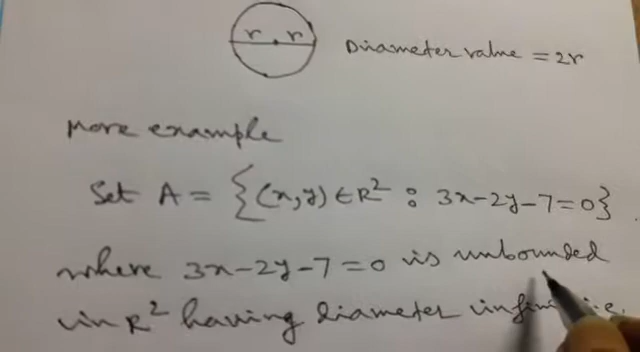 r r
Diameter value = 2r
more example
Set A = {(x,y) ∈ R² : 3x-2y-7=0}.
where 3x-2y-7=0 is unbounded
in R² having diameter